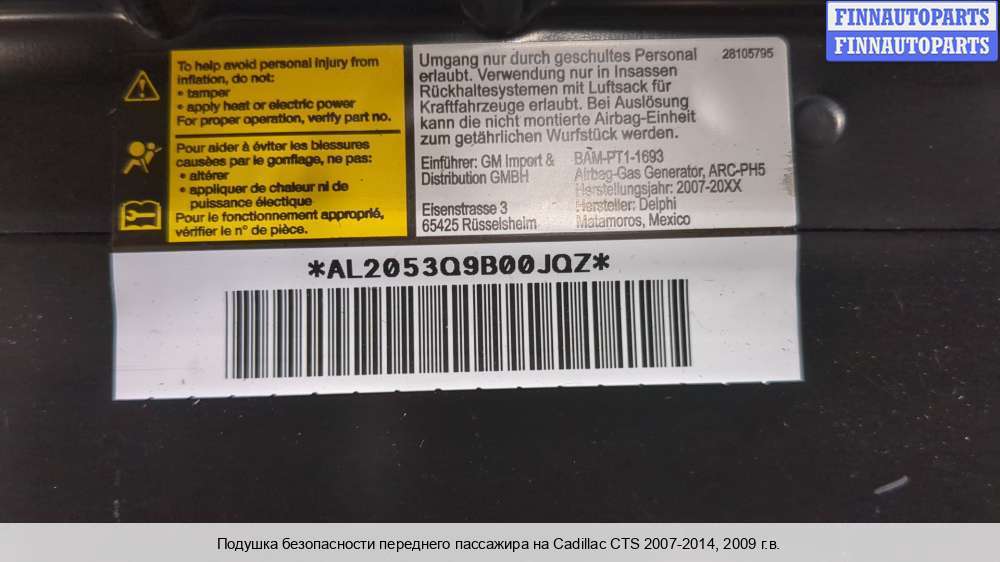 FINNAUTOPARTS
FINNAUTOPARTS
To help avoid personal injury from
inflation, do not:
• tamper
• apply heat or electric power
For proper operation, verify part no.
Pour aider à éviter les blessures
causées par le gonflage, ne pas:
• altérer
• appliquer de chaleur ni de
puissance électique
Pour le fonctionnement approprié,
vérifier le n° de pièce.
Umgang nur durch geschultes Personal
28105795
erlaubt. Verwendung nur in Insassen
Rückhaltesystemen mit Luftsack für
Kraftfahrzeuge erlaubt. Bei Auslösung
kann die nicht montierte Airbag-Einheit
zum getährlichen Wurfstück werden.
Einführer: GM Import &
Distribution GMBH
Eisenstrasse 3
65425 Rüsselsheim
BAM-PT1-1693
Airbag-Gas Generator, ARC-PH5
Herstellungsjahr: 2007-20XX
Hersteller: Delphi
Matamoros, Mexico
*AL2053Q9B00JQZ*
Подушка безопасности переднего пассажира на Cadillac CTS 2007-2014, 2009 г.в.